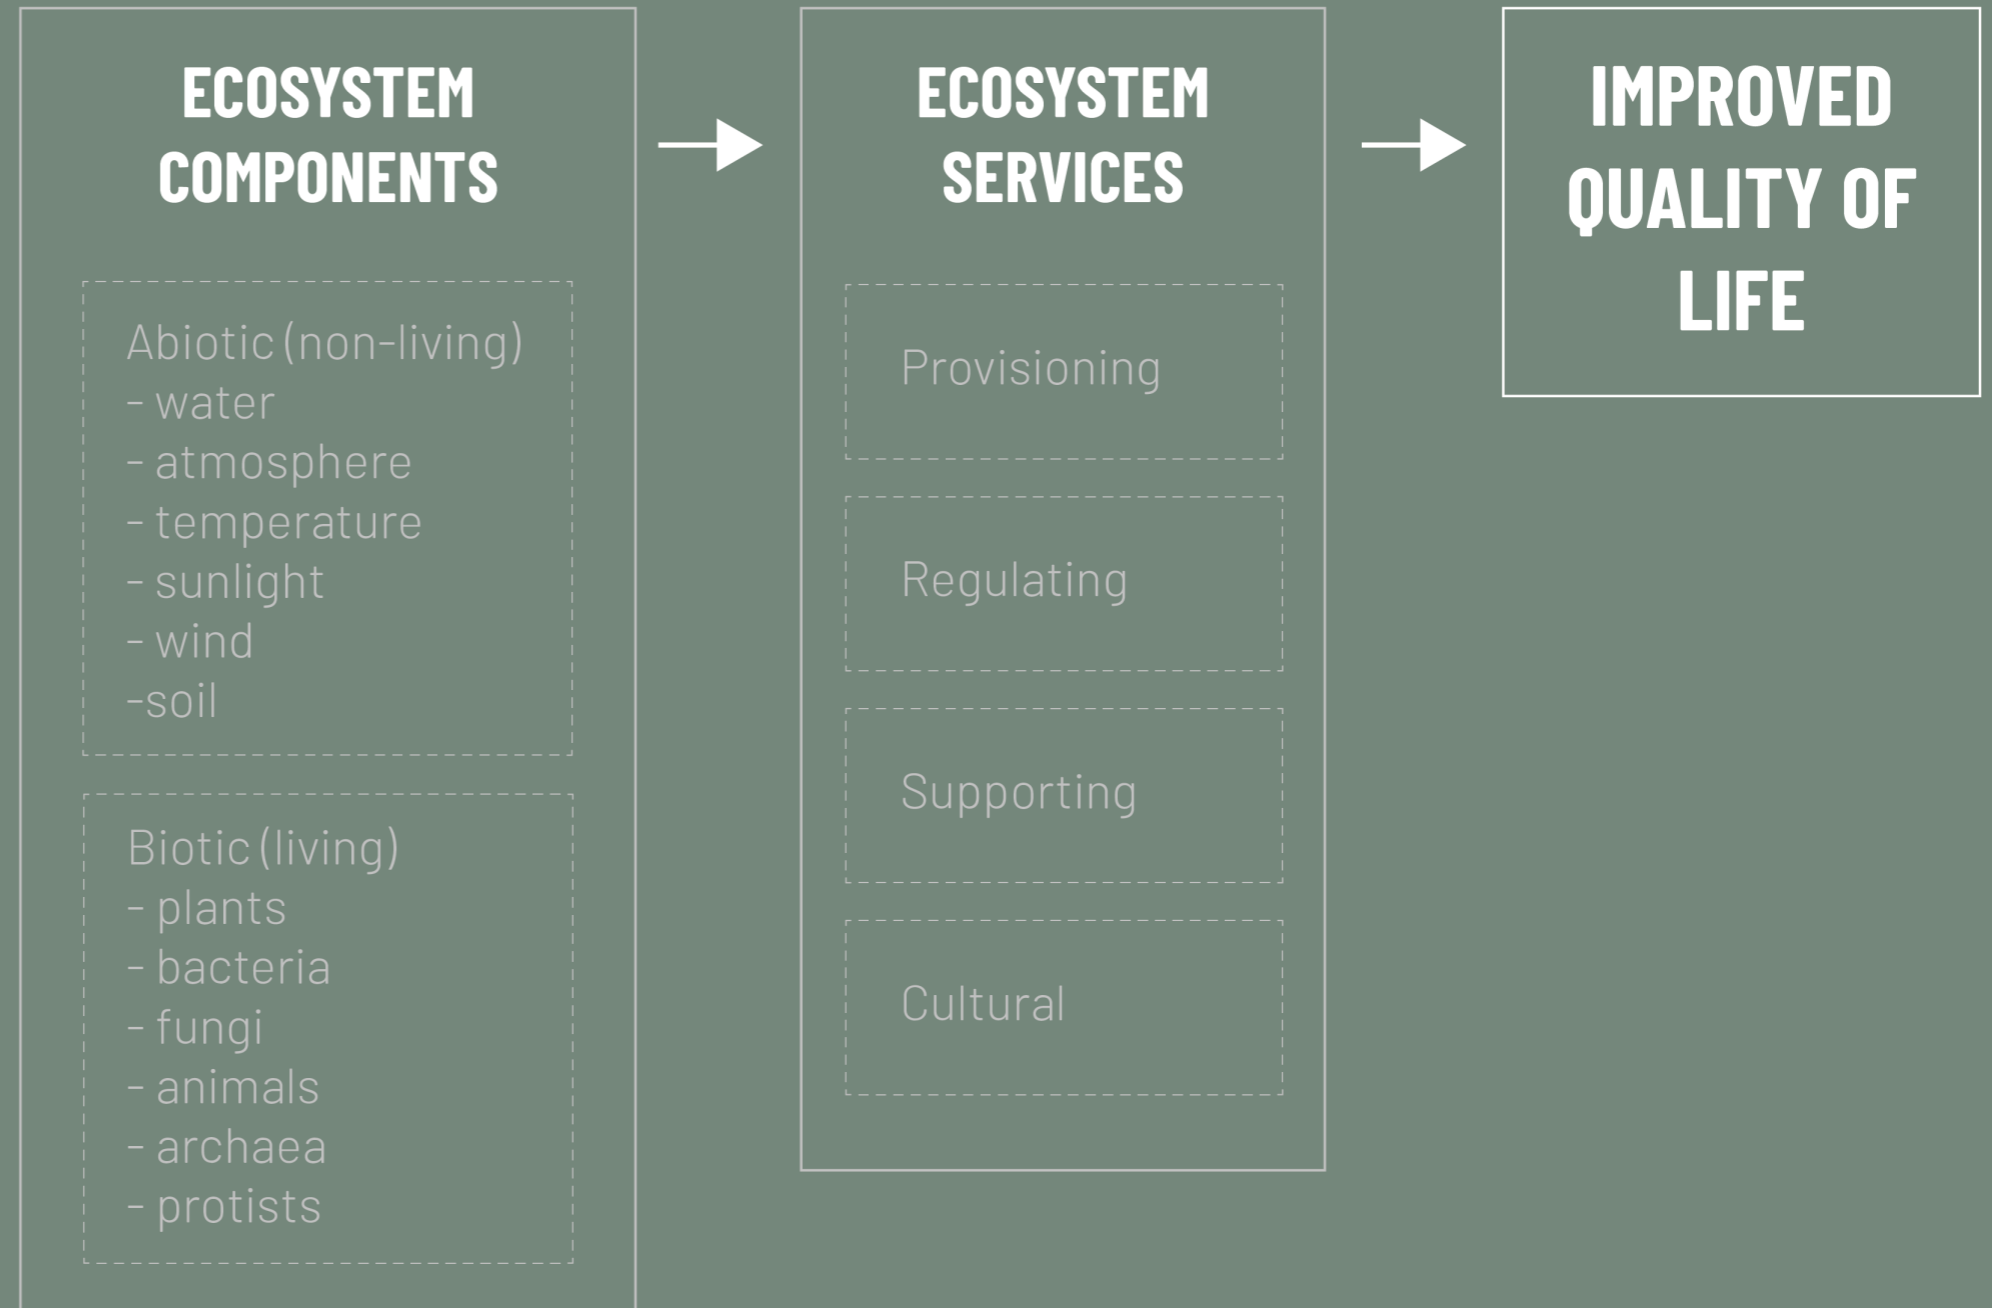 ECOSYSTEM
COMPONENTS
Abiotic (non-living)
- water
- atmosphere
- temperature
- sunlight
- wind
-soil
Biotic (living)
- plants
- bacteria
- fungi
- animals
- archaea
- protists
ECOSYSTEM
SERVICES
Provisioning
Regulating
Supporting
Cultural
IMPROVED
QUALITY OF
LIFE